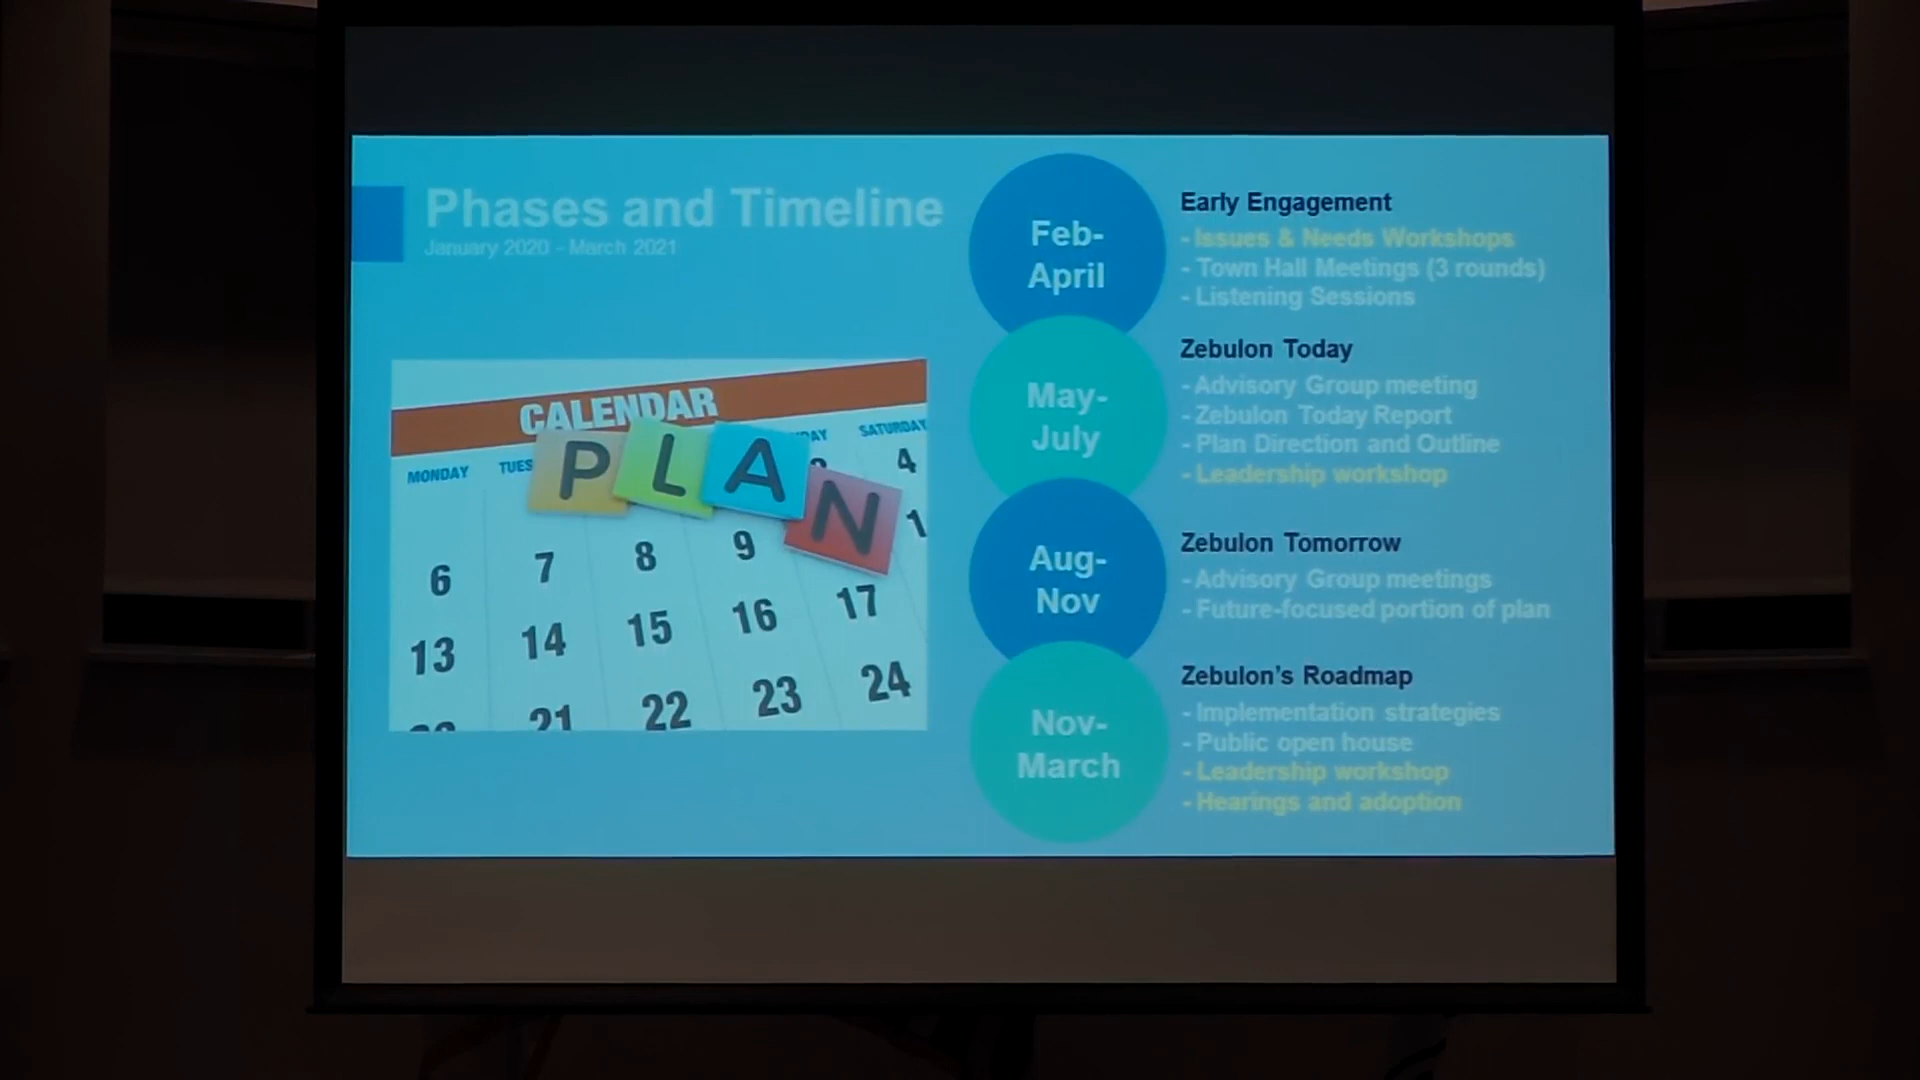 Phases and Timeline
January 2020 - March 2021
CALENDAR
MONDAY TUES DAY SATURDAY
PLAN
4
6 7 8 9 1
13 14 15 16 17
21 22 23 24
Feb-
April
Early Engagement
- Issues & Needs Workshops
- Town Hall Meetings (3 rounds)
- Listening Sessions
May-
July
Zebulon Today
- Advisory Group meeting
- Zebulon Today Report
- Plan Direction and Outline
- Leadership workshop
Aug-
Nov
Zebulon Tomorrow
- Advisory Group meetings
- Future-focused portion of plan
Nov-
March
Zebulon's Roadmap
- Implementation strategies
- Public open house
- Leadership workshop
- Hearings and adoption